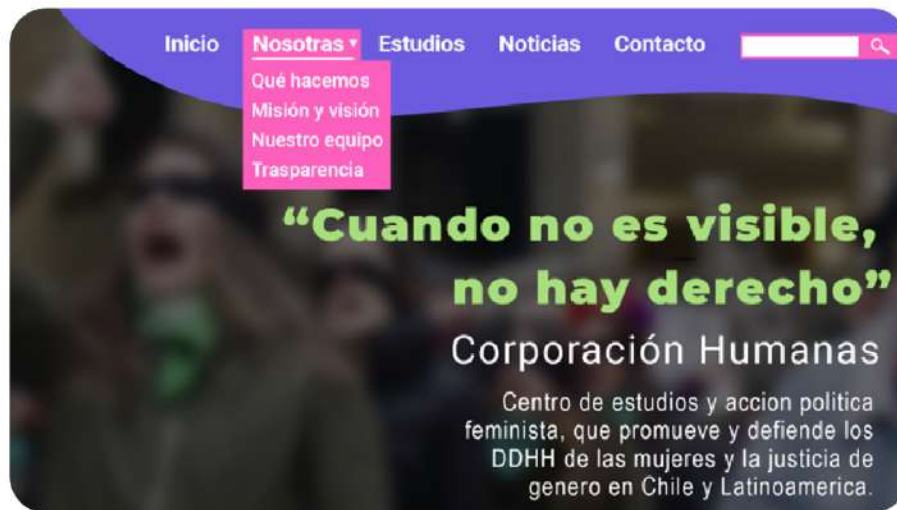 Inicio Nosotras ▾ Estudios Noticias Contacto
Qué hacemos
Misión y visión
Nuestro equipo
Trasparencia
“Cuando no es visible,
no hay derecho”
Corporación Humanas
Centro de estudios y accion politica
feminista, que promueve y defiende los
DDHH de las mujeres y la justicia de
genero en Chile y Latinoamerica.